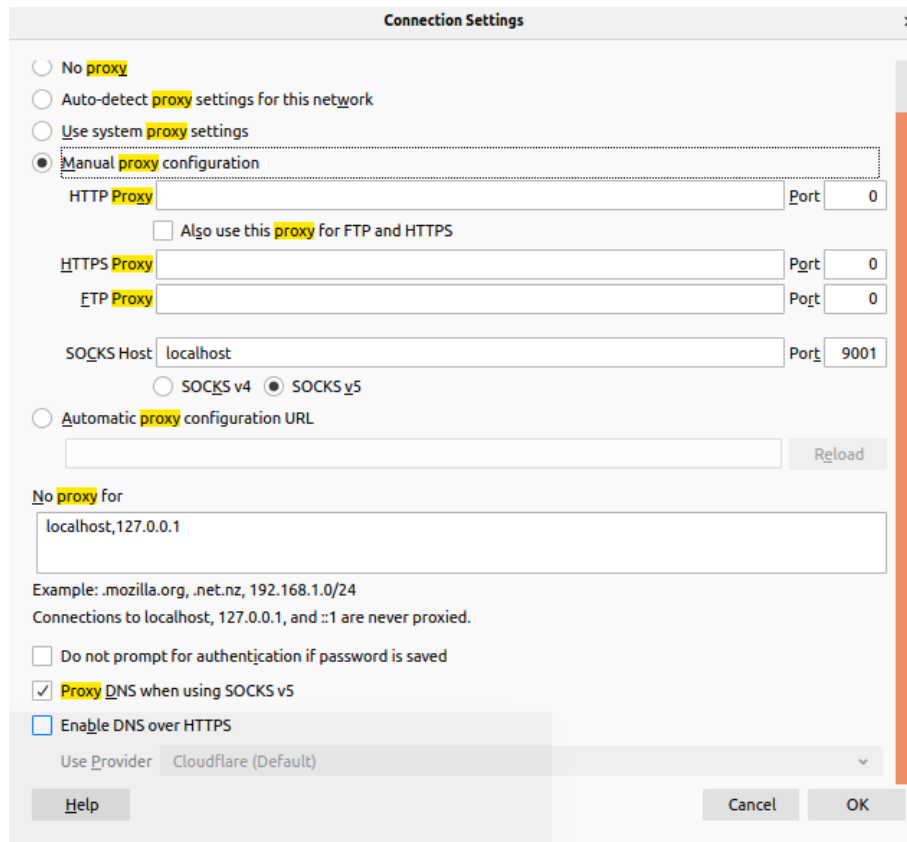 Connection Settings
No proxy
Auto-detect proxy settings for this network
Use system proxy settings
Manual proxy configuration
HTTP Proxy Port 0
Also use this proxy for FTP and HTTPS
HTTPS Proxy Port 0
FTP Proxy Port 0
SOCKS Host localhost Port 9001
SOCKS v4 SOCKS v5
Automatic proxy configuration URL
Reload
No proxy for
localhost,127.0.0.1
Example: .mozilla.org, .net.nz, 192.168.1.0/24
Connections to localhost, 127.0.0.1, and ::1 are never proxied.
Do not prompt for authentication if password is saved
Proxy DNS when using SOCKS v5
Enable DNS over HTTPS
Use Provider Cloudflare (Default)
Help Cancel OK